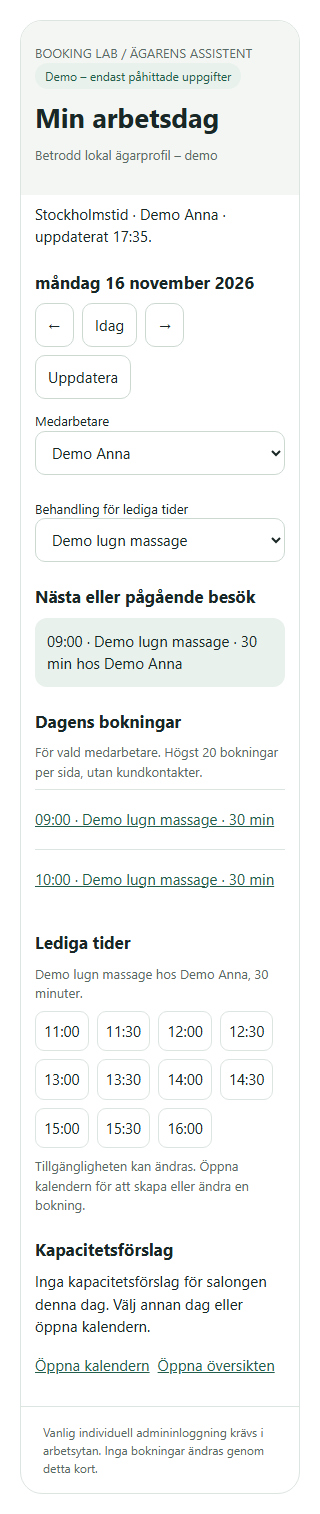 BOOKING LAB / ÄGARENS ASSISTENT
Demo – endast påhittade uppgifter
Min arbetsdag
Betrodd lokal ägarprofil – demo
Stockholmstid · Demo Anna ·
uppdaterat 17:35.
måndag 16 november 2026
← Idag →
Uppdatera
Medarbetare
Demo Anna
Behandling för lediga tider
Demo lugn massage
Nästa eller pågående besök
09:00 · Demo lugn massage · 30
min hos Demo Anna
Dagens bokningar
För vald medarbetare. Högst 20 bokningar
per sida, utan kundkontakter.
09:00 · Demo lugn massage · 30 min
10:00 · Demo lugn massage · 30 min
Lediga tider
Demo lugn massage hos Demo Anna, 30
minuter.
11:00 11:30 12:00 12:30
13:00 13:30 14:00 14:30
15:00 15:30 16:00
Tillgängligheten kan ändras. Öppna
kalendern för att skapa eller ändra en
bokning.
Kapacitetsförslag
Inga kapacitetsförslag för salongen
denna dag. Välj annan dag eller
öppna kalendern.
Öppna kalendern Öppna översikten
Vanlig individuell admininloggning krävs i
arbetsytan. Inga bokningar ändras genom
detta kort.